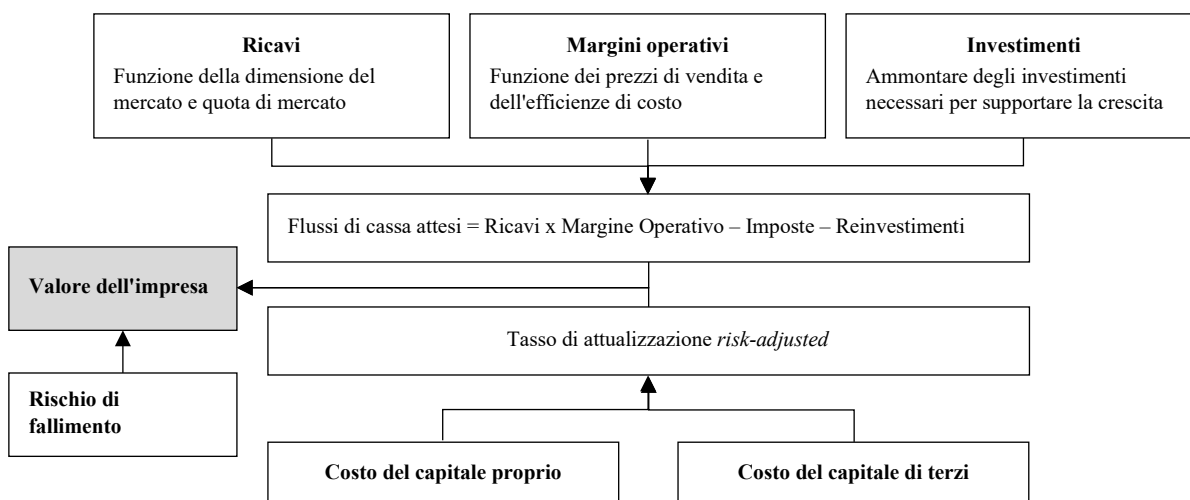 Ricavi
Funzione della dimensione del
mercato e quota di mercato
Margini operativi
Funzione dei prezzi di vendita e
dell'efficienze di costo
Investimenti
Ammontare degli investimenti
necessari per supportare la crescita
Flussi di cassa attesi = Ricavi x Margine Operativo – Imposte – Reinvestimenti
Valore dell'impresa
Tasso di attualizzazione risk-adjusted
Rischio di
fallimento
Costo del capitale proprio
Costo del capitale di terzi